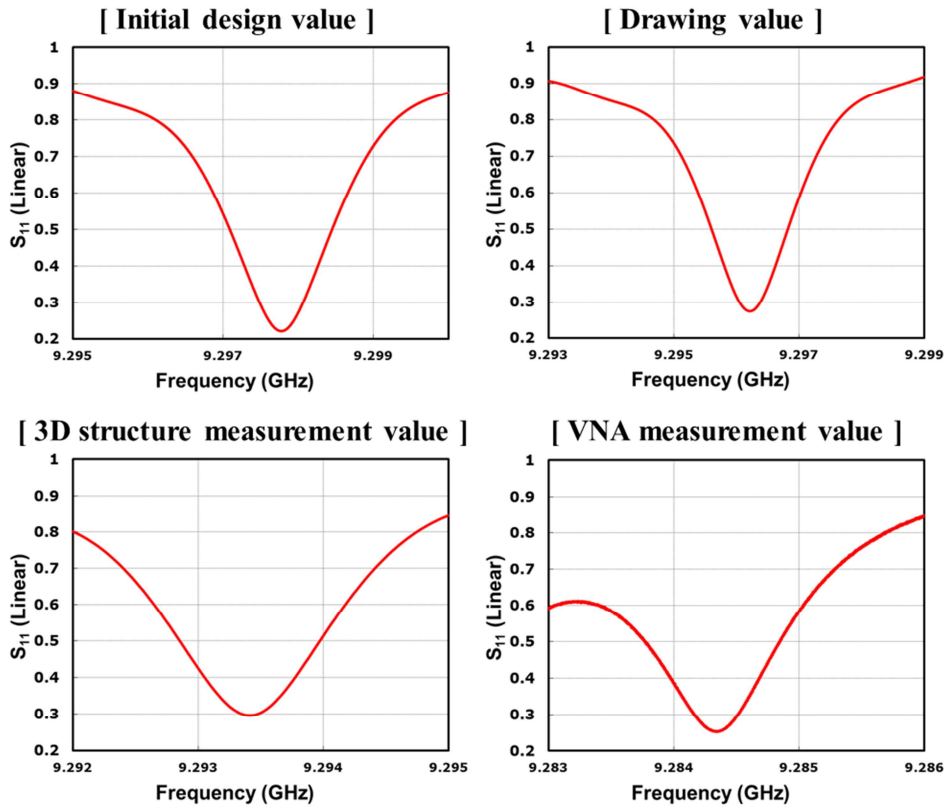 [ Initial design value ]
1
0.9
0.8
0.7
0.6
0.5
0.4
0.3
0.2
S₁₁ (Linear)
9.295 9.297 9.299
Frequency (GHz)
[ Drawing value ]
1
0.9
0.8
0.7
0.6
0.5
0.4
0.3
0.2
S₁₁ (Linear)
9.293 9.295 9.297 9.299
Frequency (GHz)
[ 3D structure measurement value ]
1
0.9
0.8
0.7
0.6
0.5
0.4
0.3
0.2
S₁₁ (Linear)
9.292 9.293 9.294 9.295
Frequency (GHz)
[ VNA measurement value ]
1
0.9
0.8
0.7
0.6
0.5
0.4
0.3
0.2
S₁₁ (Linear)
9.283 9.284 9.285 9.286
Frequency (GHz)